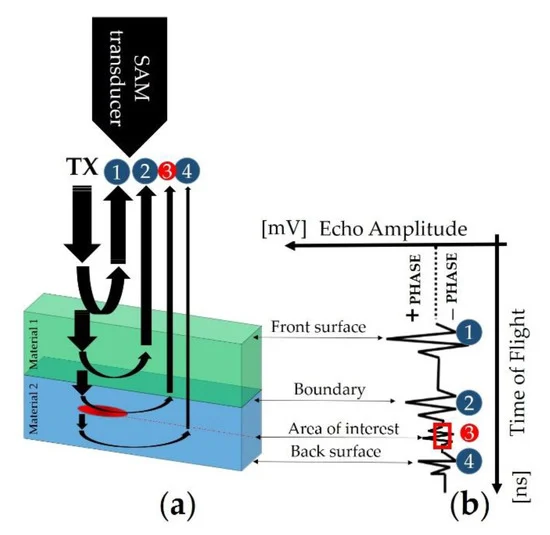 SAM
transducer
TX 1 2 3 4
[mV] Echo Amplitude
+ PHASE
– PHASE
Time of Flight
[ns]
Material 1
Material 2
Front surface 1
Boundary 2
Area of interest 3
Back surface 4
(a) (b)